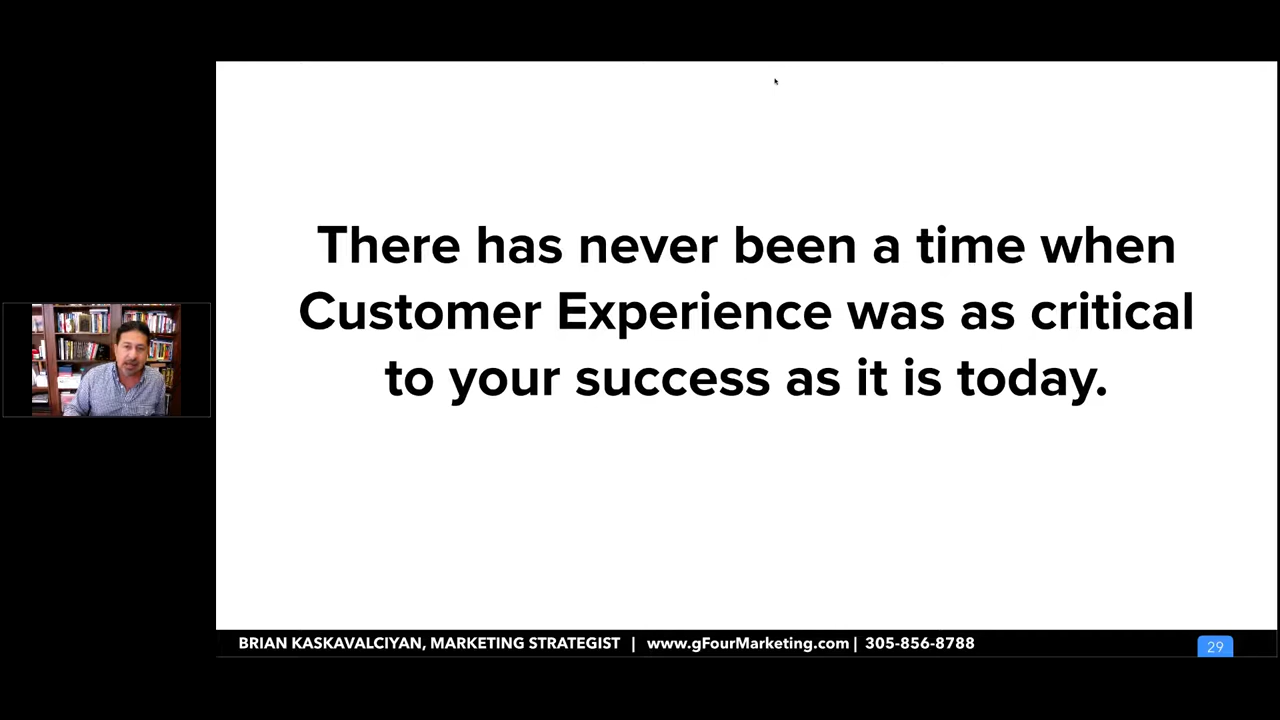 There has never been a time when
Customer Experience was as critical
to your success as it is today.
BRIAN KASKAVALCIYAN, MARKETING STRATEGIST | www.gFourMarketing.com | 305-856-8788
29